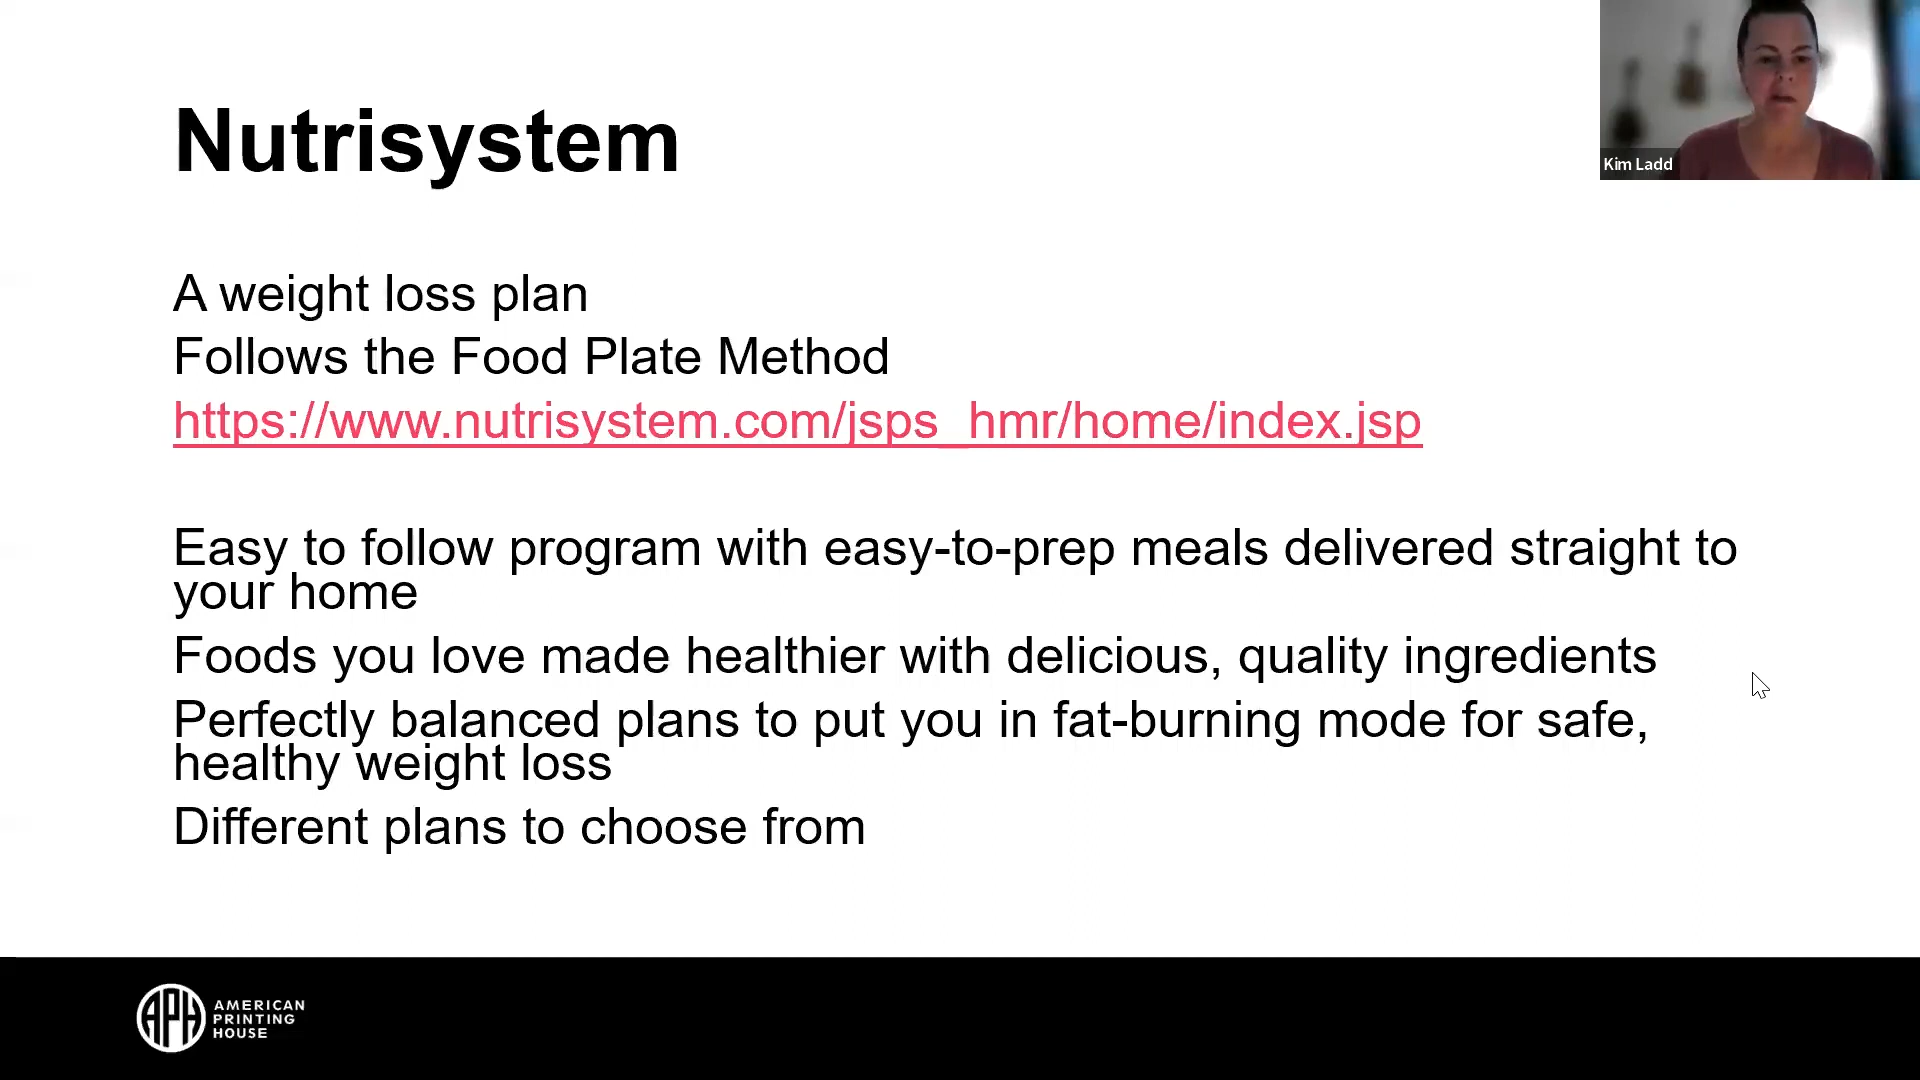 Nutrisystem
Kim Ladd
A weight loss plan
Follows the Food Plate Method
https://www.nutrisystem.com/jsps_hmr/home/index.jsp
Easy to follow program with easy-to-prep meals delivered straight to
your home
Foods you love made healthier with delicious, quality ingredients
Perfectly balanced plans to put you in fat-burning mode for safe,
healthy weight loss
Different plans to choose from
APH
AMERICAN
PRINTING
HOUSE